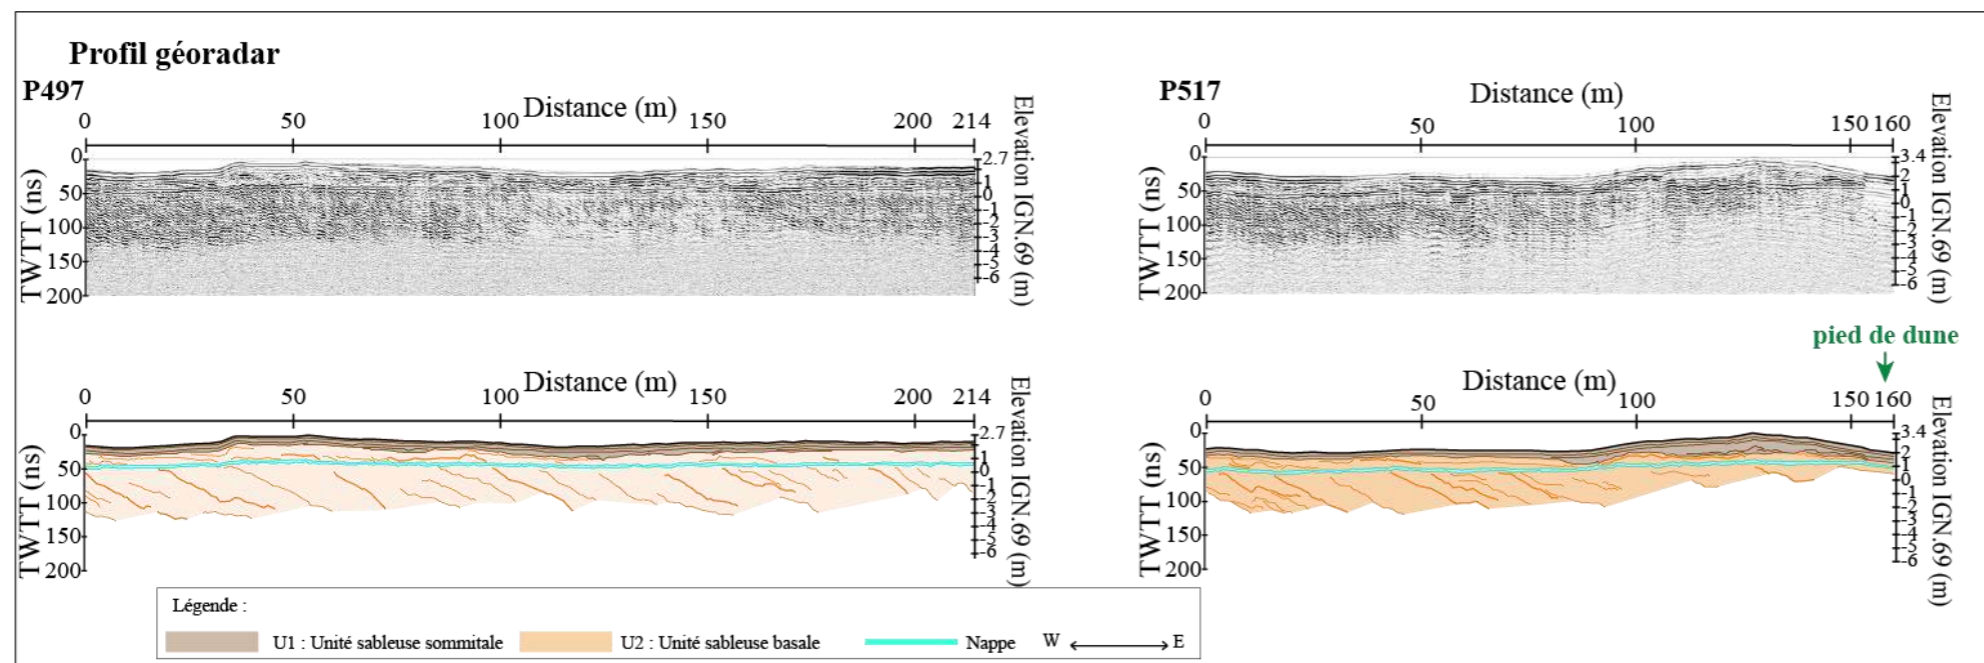 Profil géoradar
P497
Distance (m)
0 50 100 150 200 214
TWTT (ns)
0
50
100
150
200
Elevation IGN.69 (m)
2.7
1
0
-1
-2
-3
-4
-5
-6
P517
Distance (m)
0 50 100 150 160
TWTT (ns)
0
50
100
150
200
Elevation IGN.69 (m)
3.4
2
1
0
-1
-2
-3
-4
-5
-6
Distance (m)
0 50 100 150 200 214
TWTT (ns)
0
50
100
150
200
Elevation IGN.69 (m)
2.7
1
0
-1
-2
-3
-4
-5
-6
pied de dune
Distance (m)
0 50 100 150 160
TWTT (ns)
0
50
100
150
200
Elevation IGN.69 (m)
3.4
2
1
0
-1
-2
-3
-4
-5
-6
Légende :
U1 : Unité sableuse sommitale U2 : Unité sableuse basale Nappe W E